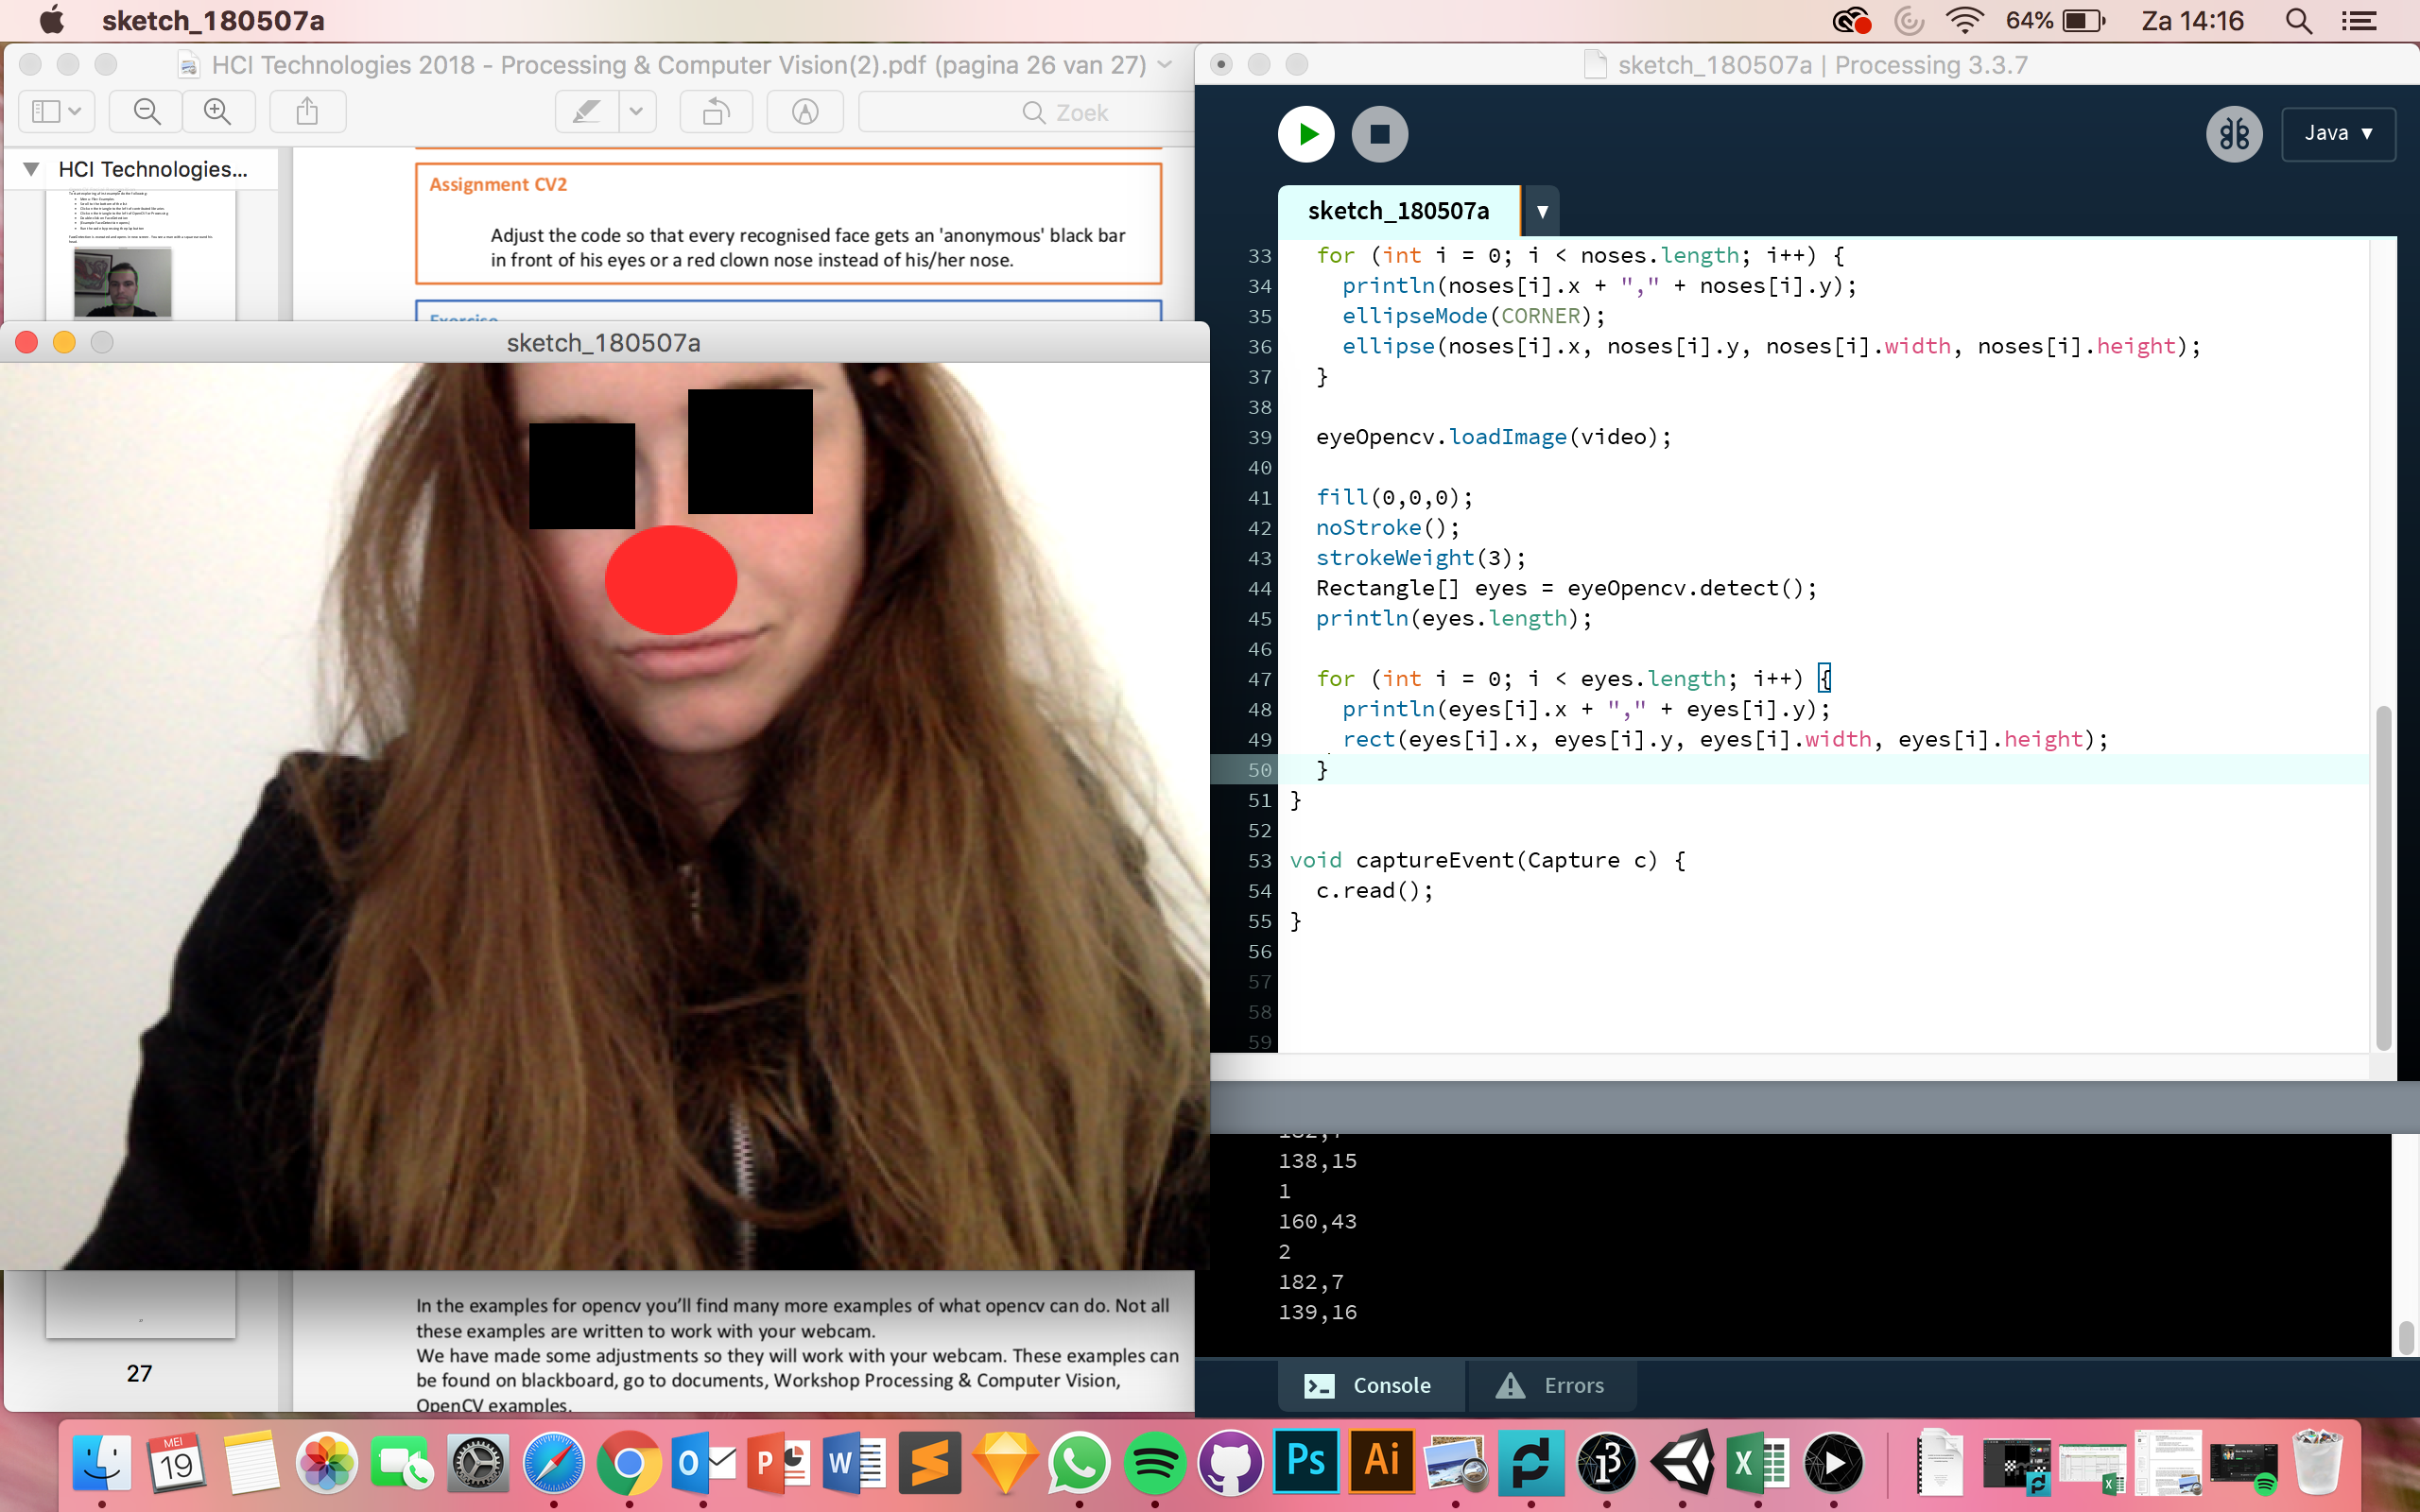 sketch_180507a
64%
Za 14:16
HCI Technologies 2018 - Processing & Computer Vision(2).pdf (pagina 26 van 27)
Zoek
HCI Technologies...
27
Assignment CV2
Adjust the code so that every recognised face gets an 'anonymous' black bar
in front of his eyes or a red clown nose instead of his/her nose.
Exercise
sketch_180507a
In the examples for opencv you'll find many more examples of what opencv can do. Not all
these examples are written to work with your webcam.
We have made some adjustments so they will work with your webcam. These examples can
be found on blackboard, go to documents, Workshop Processing & Computer Vision,
OpenCV examples.
sketch_180507a | Processing 3.3.7
Java ▼
sketch_180507a
▼
33 for (int i = 0; i < noses.length; i++) {
34 println(noses[i].x + "," + noses[i].y);
35 ellipseMode(CORNER);
36 ellipse(noses[i].x, noses[i].y, noses[i].width, noses[i].height);
37 }
38
39 eyeOpencv.loadImage(video);
40
41 fill(0,0,0);
42 noStroke();
43 strokeWeight(3);
44 Rectangle[] eyes = eyeOpencv.detect();
45 println(eyes.length);
46
47 for (int i = 0; i < eyes.length; i++) {
48 println(eyes[i].x + "," + eyes[i].y);
49 rect(eyes[i].x, eyes[i].y, eyes[i].width, eyes[i].height);
50 }
51 }
52
53 void captureEvent(Capture c) {
54 c.read();
55 }
56
57
58
59
182,7
138,15
1
160,43
2
182,7
139,16
Console
Errors
MEI
19
Ps
Ai